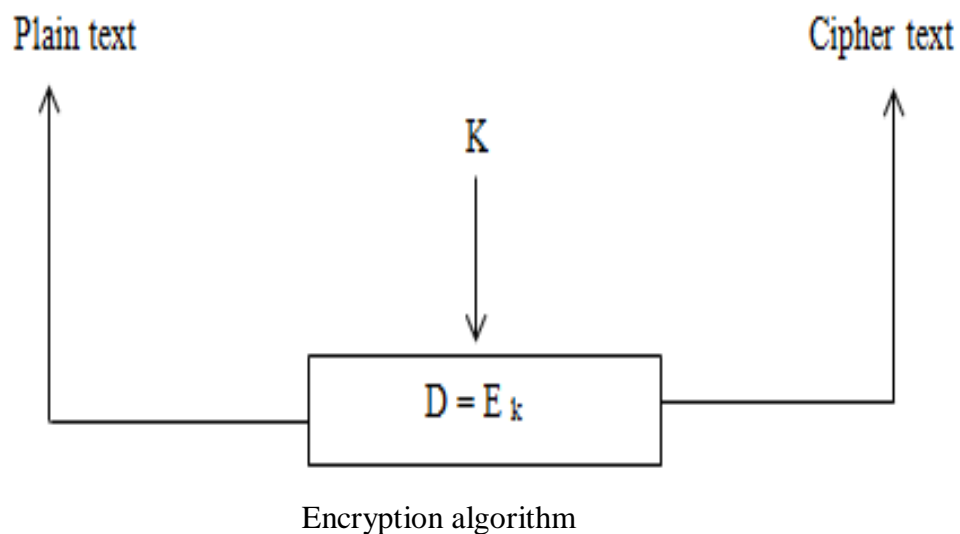 Plain text
Cipher text
K
D = E k
Encryption algorithm